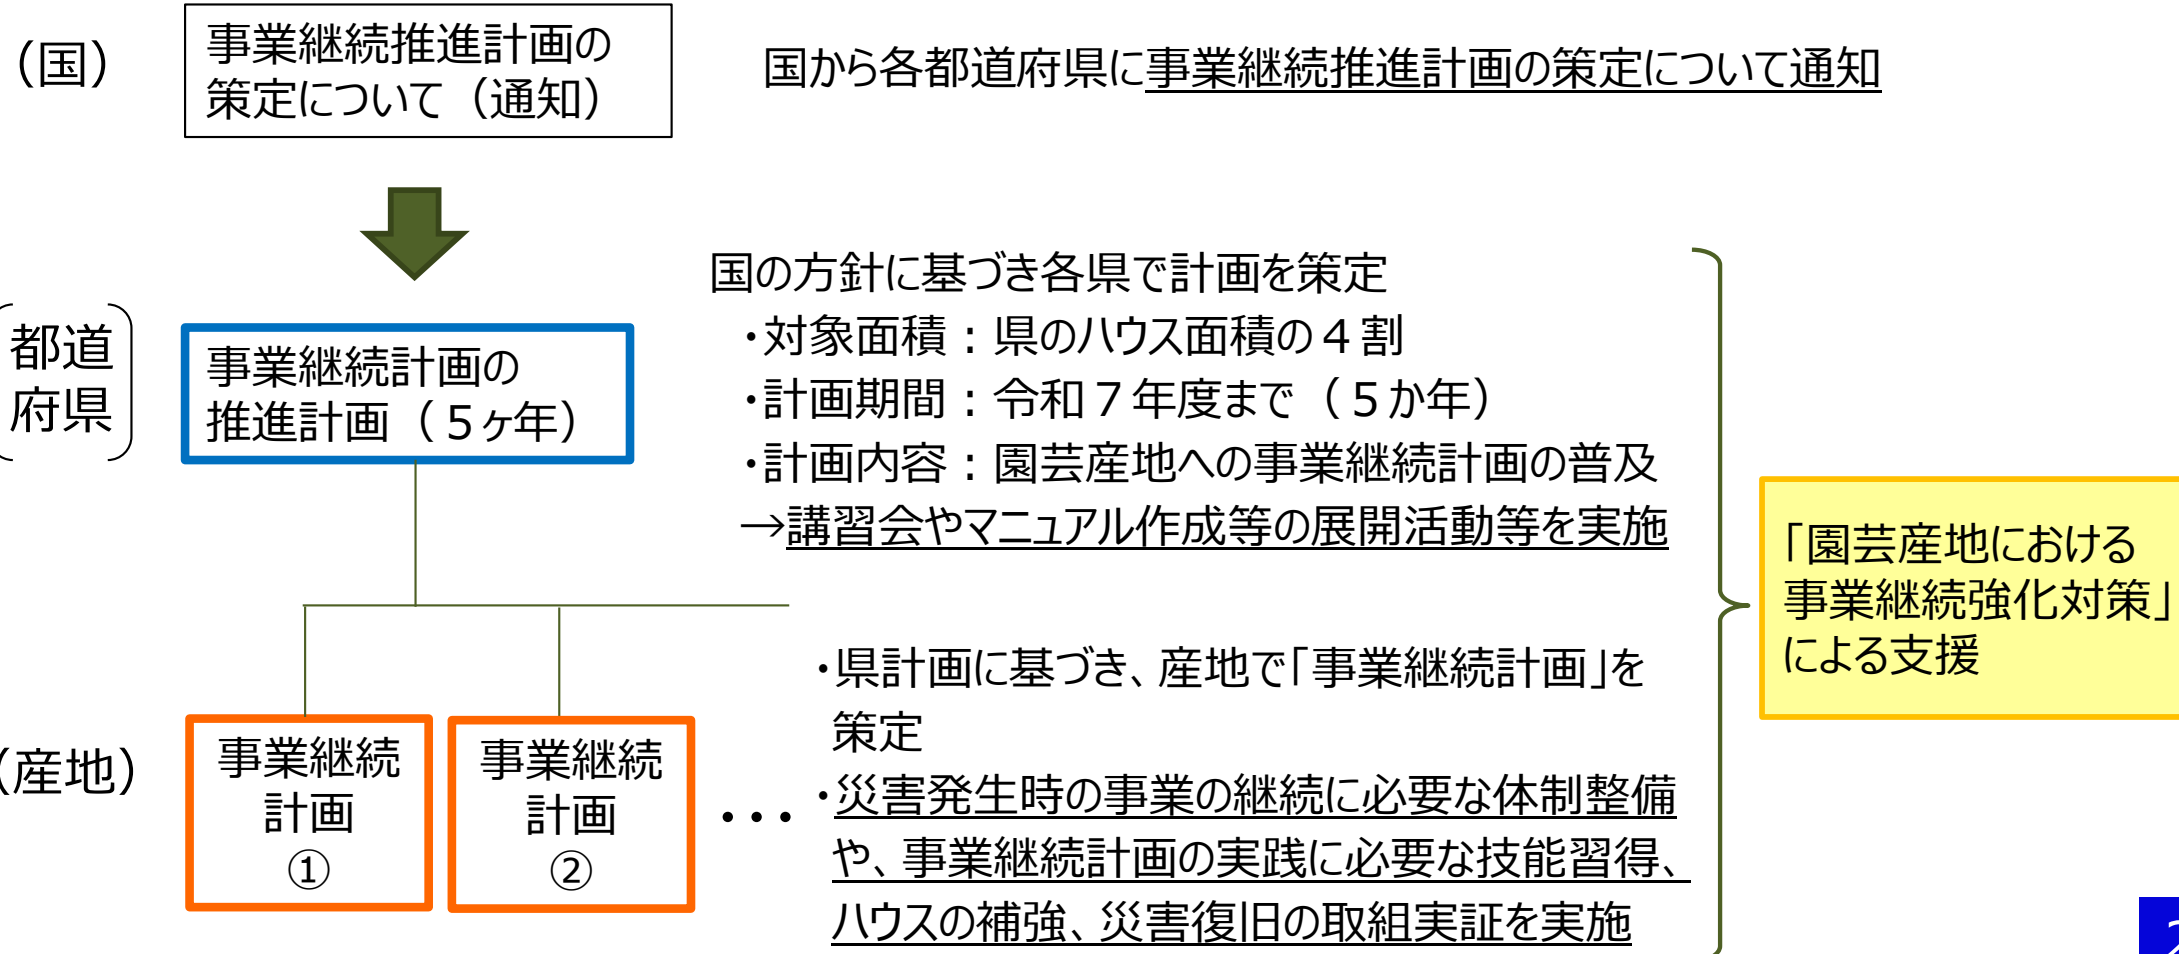 （国）
事業継続推進計画の
策定について（通知）
国から各都道府県に事業継続推進計画の策定について通知
都道
府県
事業継続計画の
推進計画（５ヶ年）
国の方針に基づき各県で計画を策定
・対象面積：県のハウス面積の４割
・計画期間：令和７年度まで（５か年）
・計画内容：園芸産地への事業継続計画の普及
→講習会やマニュアル作成等の展開活動等を実施
「園芸産地における
事業継続強化対策」
による支援
（産地）
事業継続
計画
①
事業継続
計画
②
・・・
・県計画に基づき、産地で「事業継続計画」を
策定
・災害発生時の事業の継続に必要な体制整備
や、事業継続計画の実践に必要な技能習得、
ハウスの補強、災害復旧の取組実証を実施